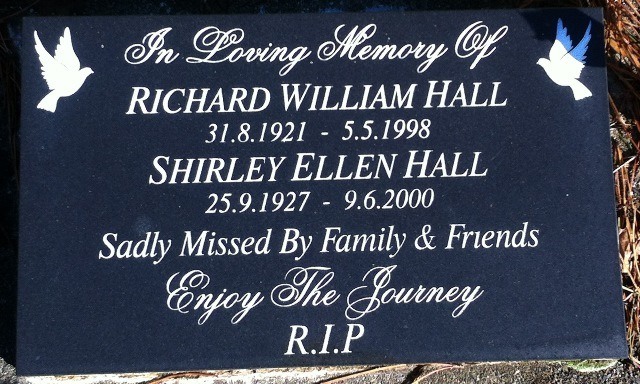 In Loving Memory Of
RICHARD WILLIAM HALL
31.8.1921 - 5.5.1998
SHIRLEY ELLEN HALL
25.9.1927 - 9.6.2000
Sadly Missed By Family & Friends
Enjoy The Journey
R.I.P